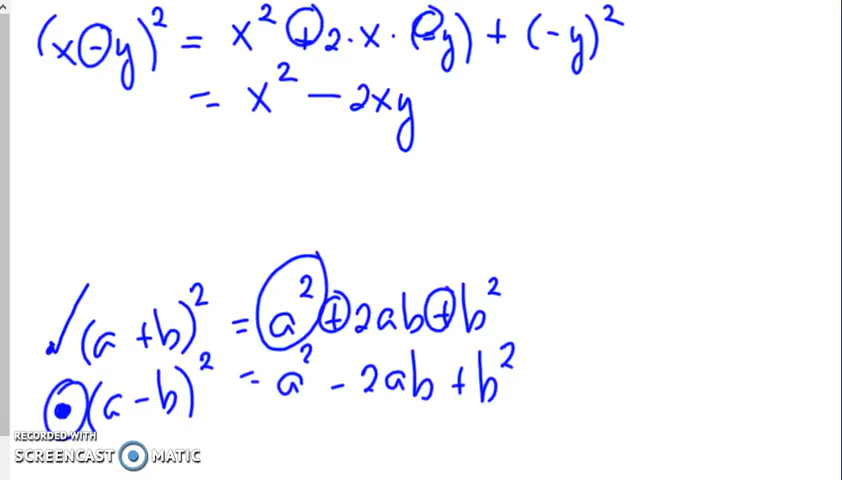 (x-y)² = x² + 2·x·(-y) + (-y)²
= x² - 2xy
(a + b)² = a² + 2ab + b²
(a - b)² = a² - 2ab + b²
RECORDED WITH
SCREENCAST MATIC